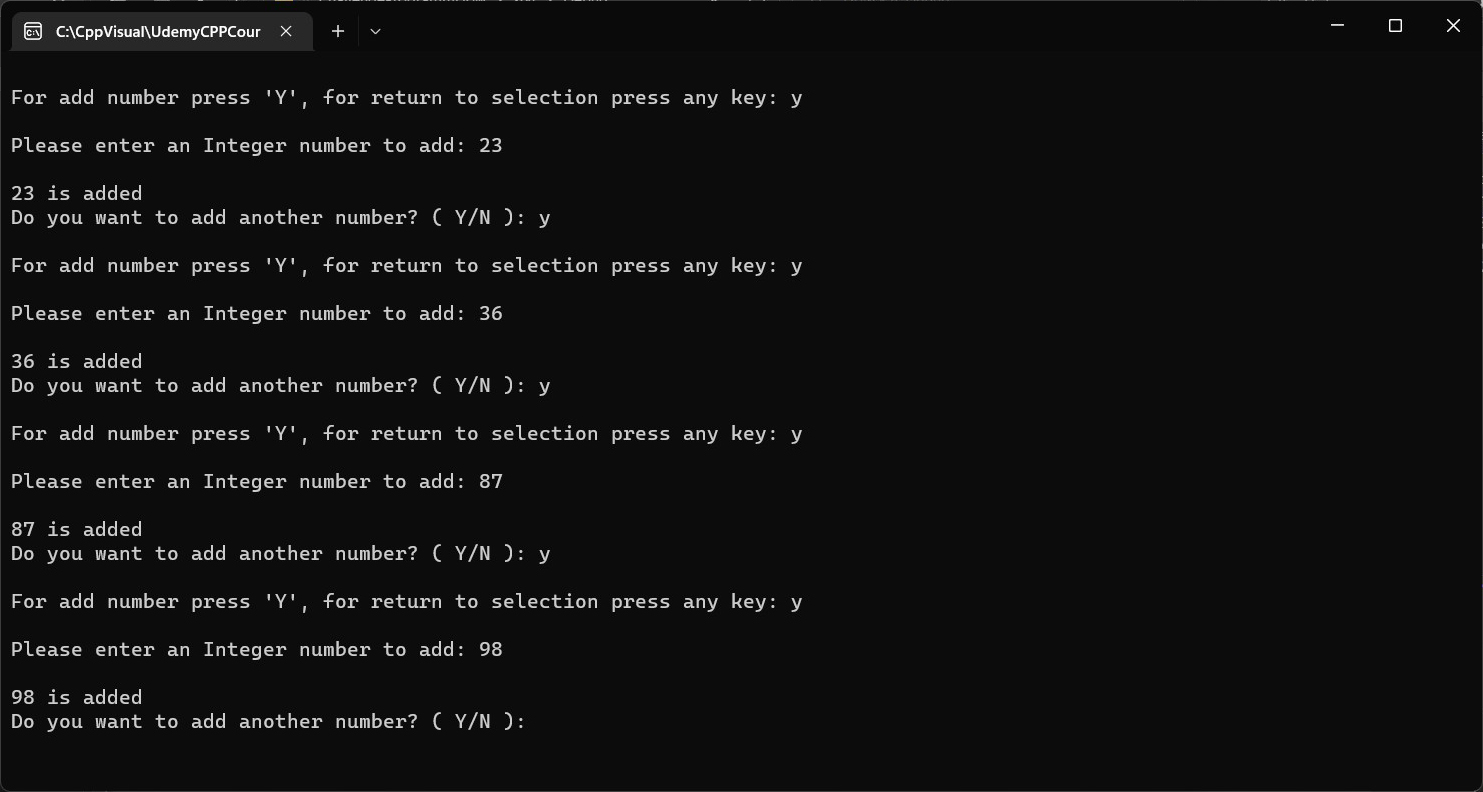 C:\CppVisual\UdemyCPPCour
For add number press 'Y', for return to selection press any key: y
Please enter an Integer number to add: 23
23 is added
Do you want to add another number? ( Y/N ): y
For add number press 'Y', for return to selection press any key: y
Please enter an Integer number to add: 36
36 is added
Do you want to add another number? ( Y/N ): y
For add number press 'Y', for return to selection press any key: y
Please enter an Integer number to add: 87
87 is added
Do you want to add another number? ( Y/N ): y
For add number press 'Y', for return to selection press any key: y
Please enter an Integer number to add: 98
98 is added
Do you want to add another number? ( Y/N ):